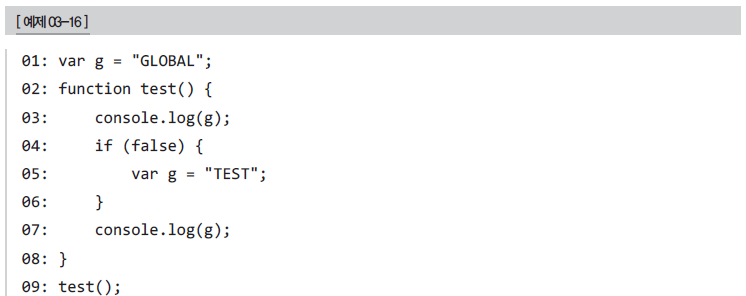 [예제 03-16]
01: var g = "GLOBAL";
02: function test() {
03:     console.log(g);
04:     if (false) {
05:         var g = "TEST";
06:     }
07:     console.log(g);
08: }
09: test();